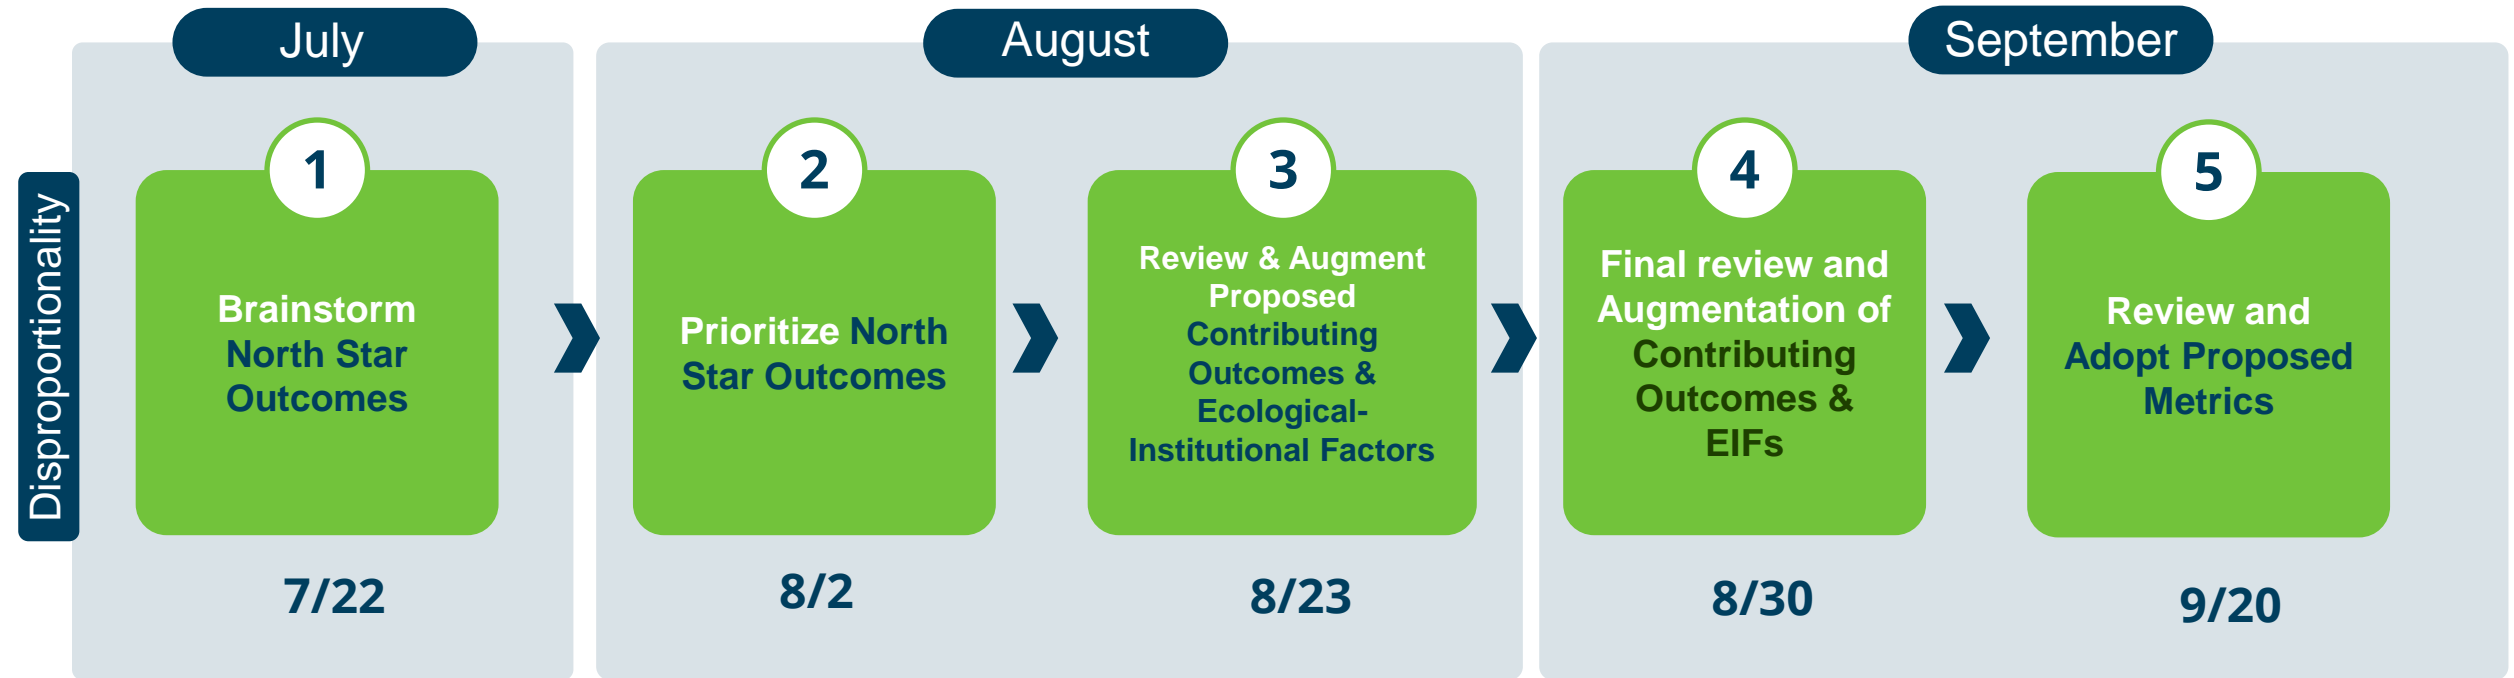 July
August
September
Disproportionality
1
Brainstorm
North Star
Outcomes
7/22
2
Prioritize North
Star Outcomes
8/2
3
Review & Augment
Proposed
Contributing
Outcomes &
Ecological-
Institutional Factors
8/23
4
Final review and
Augmentation of
Contributing
Outcomes &
EIFs
8/30
5
Review and
Adopt Proposed
Metrics
9/20